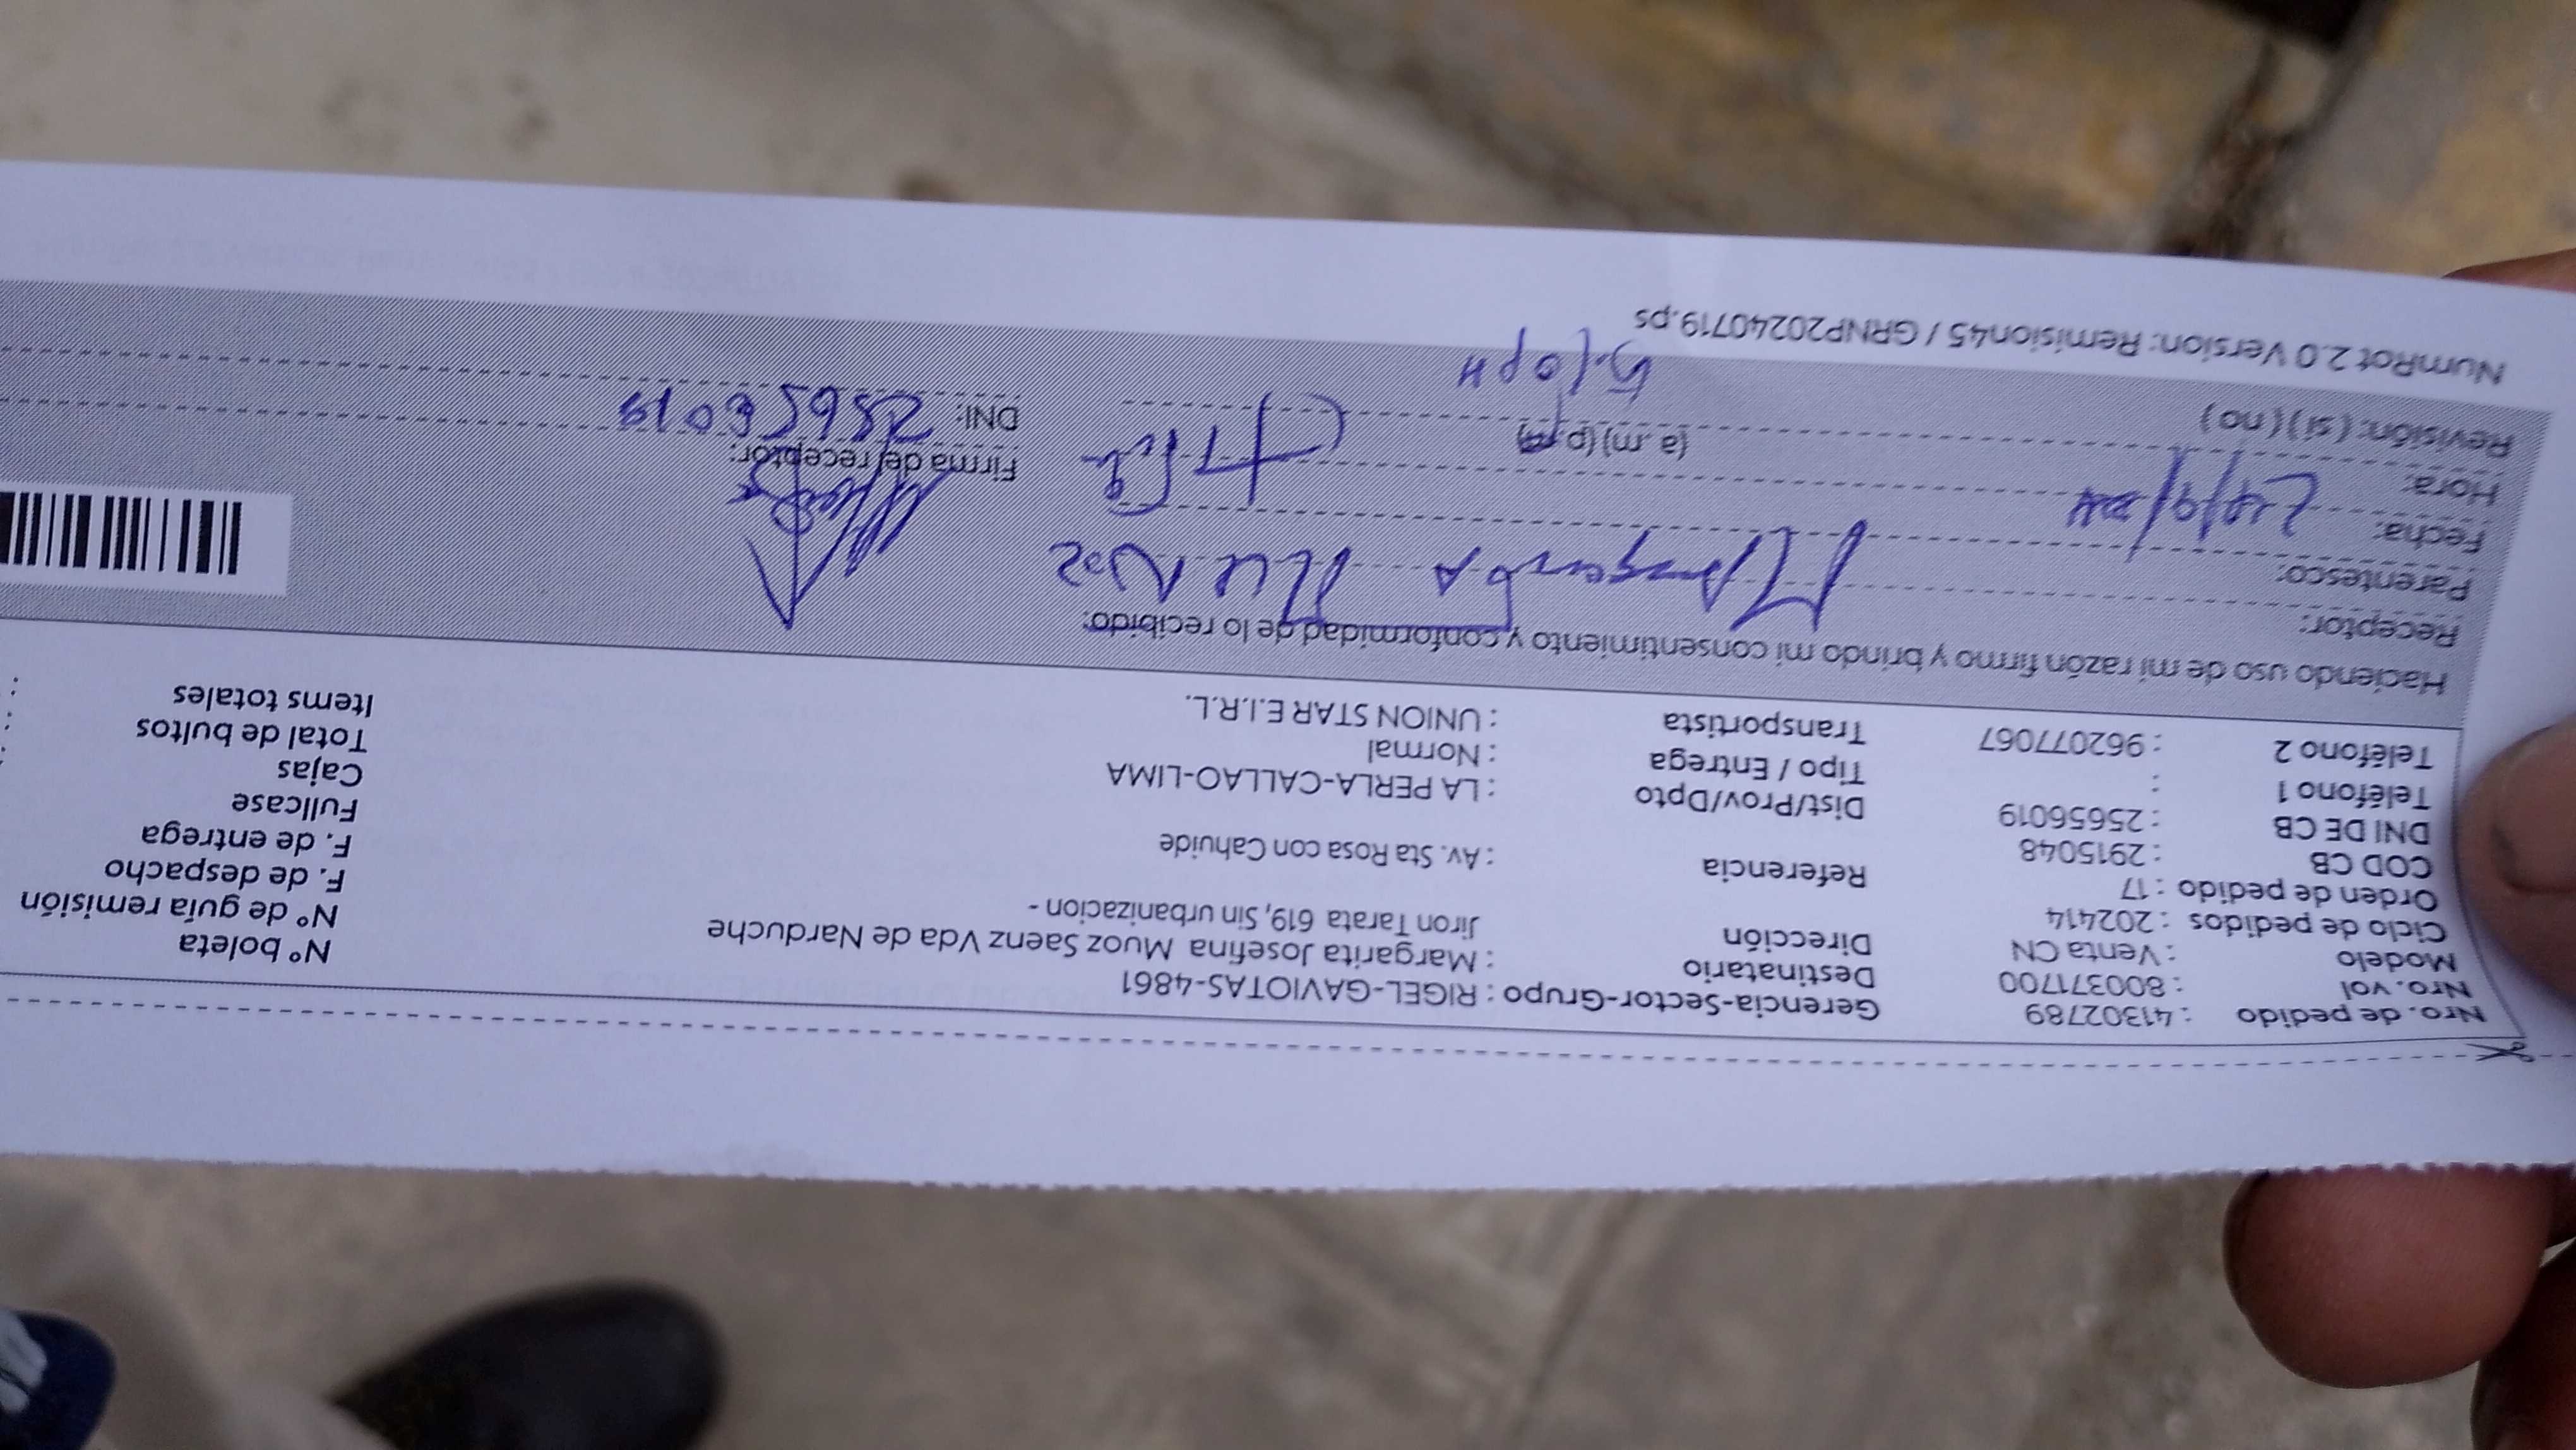 Nro. de pedido : 41302789 Gerencia-Sector-Grupo : RIGEL-GAVIOTAS-4861 N° boleta
Nro. vol : 800371700 Destinatario : Margarita Josefina Muoz Saenz Vda de Narduche N° de guía remisión
Modelo : Venta CN Dirección Jiron Tarata 619, Sin urbanizacion - F. de despacho
Ciclo de pedidos : 202414 F. de entrega
Orden de pedido : 17 Referencia : Av. Sta Rosa con Cahuide Fullcase
COD CB : 2915048 Cajas
DNI DE CB : 25656019 Dist/Prov/Dpto : LA PERLA-CALLAO-LIMA Total de bultos
Teléfono 1 : Tipo / Entrega : Normal Items totales
Teléfono 2 : 962077067 Transportista : UNION STAR E.I.R.L.
Haciendo uso de mi razón firmo y brindo mi consentimiento y conformidad de lo recibido:
Receptor: Margarita Muñoz
Parentesco:
Fecha: Firma del receptor:
Hora: (a.m) (p.m) DNI: 25656019
Revisión: (si) (no) 5.10 pm
NumRot 2.0 Version: Remision45 / GRNP20240719.ps